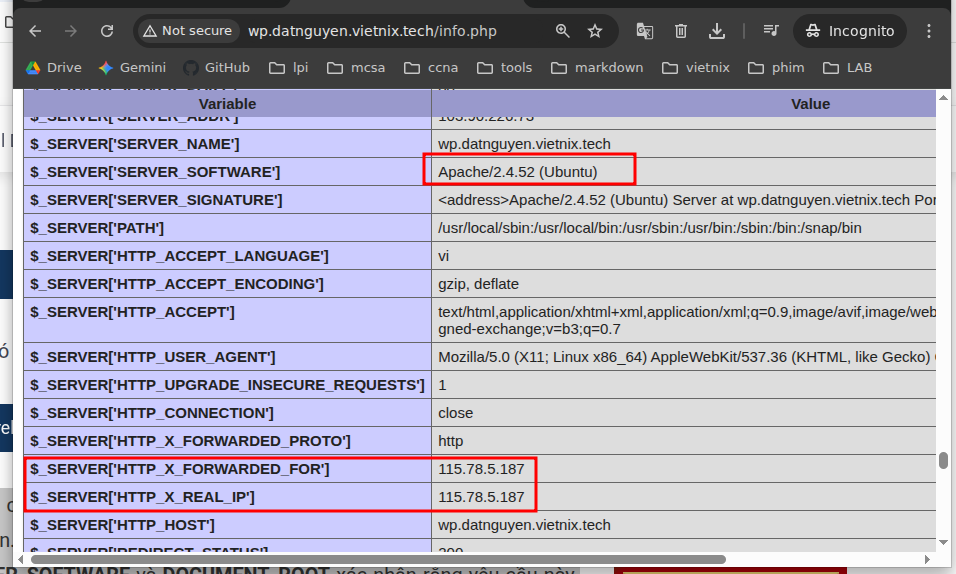 Not secure wp.datnguyen.vietnix.tech/info.php Incognito
Drive Gemini GitHub lpi mcsa ccna tools markdown vietnix phim LAB
Variable Value
$_SERVER['SERVER_ADDR']
$_SERVER['SERVER_NAME'] wp.datnguyen.vietnix.tech
$_SERVER['SERVER_SOFTWARE'] Apache/2.4.52 (Ubuntu)
$_SERVER['SERVER_SIGNATURE'] <address>Apache/2.4.52 (Ubuntu) Server at wp.datnguyen.vietnix.tech Por
$_SERVER['PATH'] /usr/local/sbin:/usr/local/bin:/usr/sbin:/usr/bin:/sbin:/bin:/snap/bin
$_SERVER['HTTP_ACCEPT_LANGUAGE'] vi
$_SERVER['HTTP_ACCEPT_ENCODING'] gzip, deflate
$_SERVER['HTTP_ACCEPT'] text/html,application/xhtml+xml,application/xml;q=0.9,image/avif,image/web
gned-exchange;v=b3;q=0.7
$_SERVER['HTTP_USER_AGENT'] Mozilla/5.0 (X11; Linux x86_64) AppleWebKit/537.36 (KHTML, like Gecko)
$_SERVER['HTTP_UPGRADE_INSECURE_REQUESTS'] 1
$_SERVER['HTTP_CONNECTION'] close
$_SERVER['HTTP_X_FORWARDED_PROTO'] http
$_SERVER['HTTP_X_FORWARDED_FOR'] 115.78.5.187
$_SERVER['HTTP_X_REAL_IP'] 115.78.5.187
$_SERVER['HTTP_HOST'] wp.datnguyen.vietnix.tech
$_SERVER['REDIRECT_STATUS'] 200
SOFTWARE và DOCUMENT_ROOT xác nhận rằng yêu cầu này